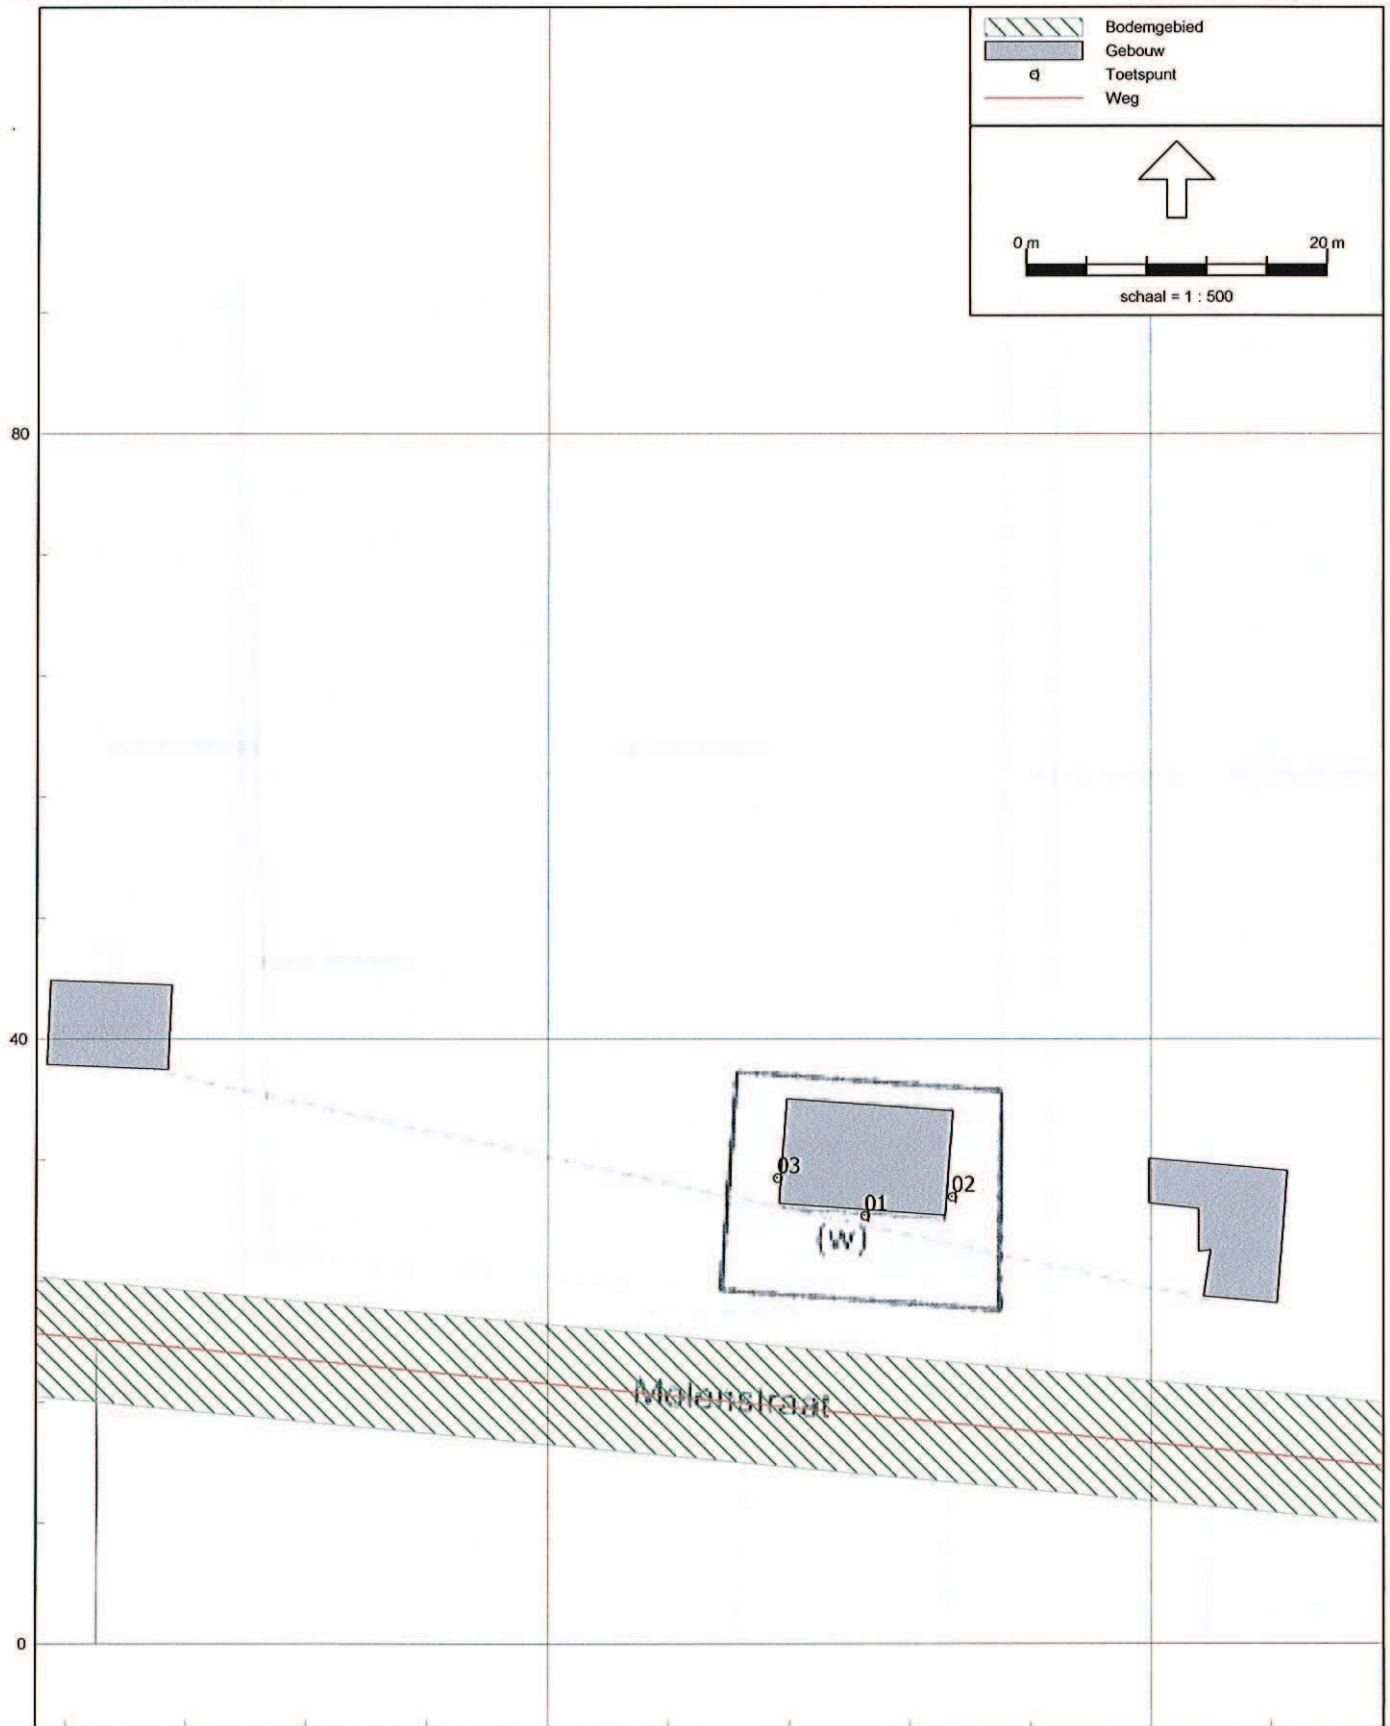 Bodemgebied
Gebouw
Toetspunt
Weg
0 m 20 m
schaal = 1 : 500
80
40
03
02
01
(W)
Molenstraat
0